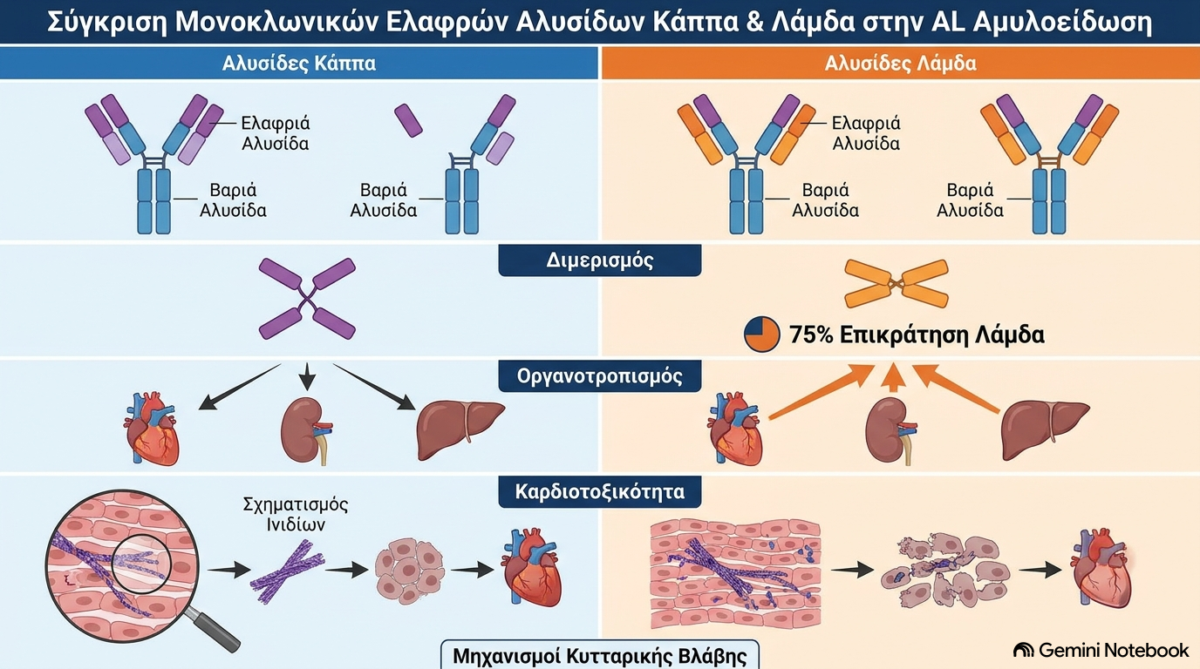 Σύγκριση Μονοκλωνικών Ελαφρών Αλυσίδων Κάππα & Λάμδα στην AL Αμυλοείδωση
Αλυσίδες Κάππα
Αλυσίδες Λάμδα
Ελαφριά
Αλυσίδα
Βαριά
Αλυσίδα
Βαριά
Αλυσίδα
Ελαφριά
Αλυσίδα
Βαριά
Αλυσίδα
Βαριά
Αλυσίδα
Διμερισμός
75% Επικράτηση Λάμδα
Οργανοτροπισμός
Καρδιοτοξικότητα
Σχηματισμός
Ινιδίων
Μηχανισμοί Κυτταρικής Βλάβης
Gemini Notebook